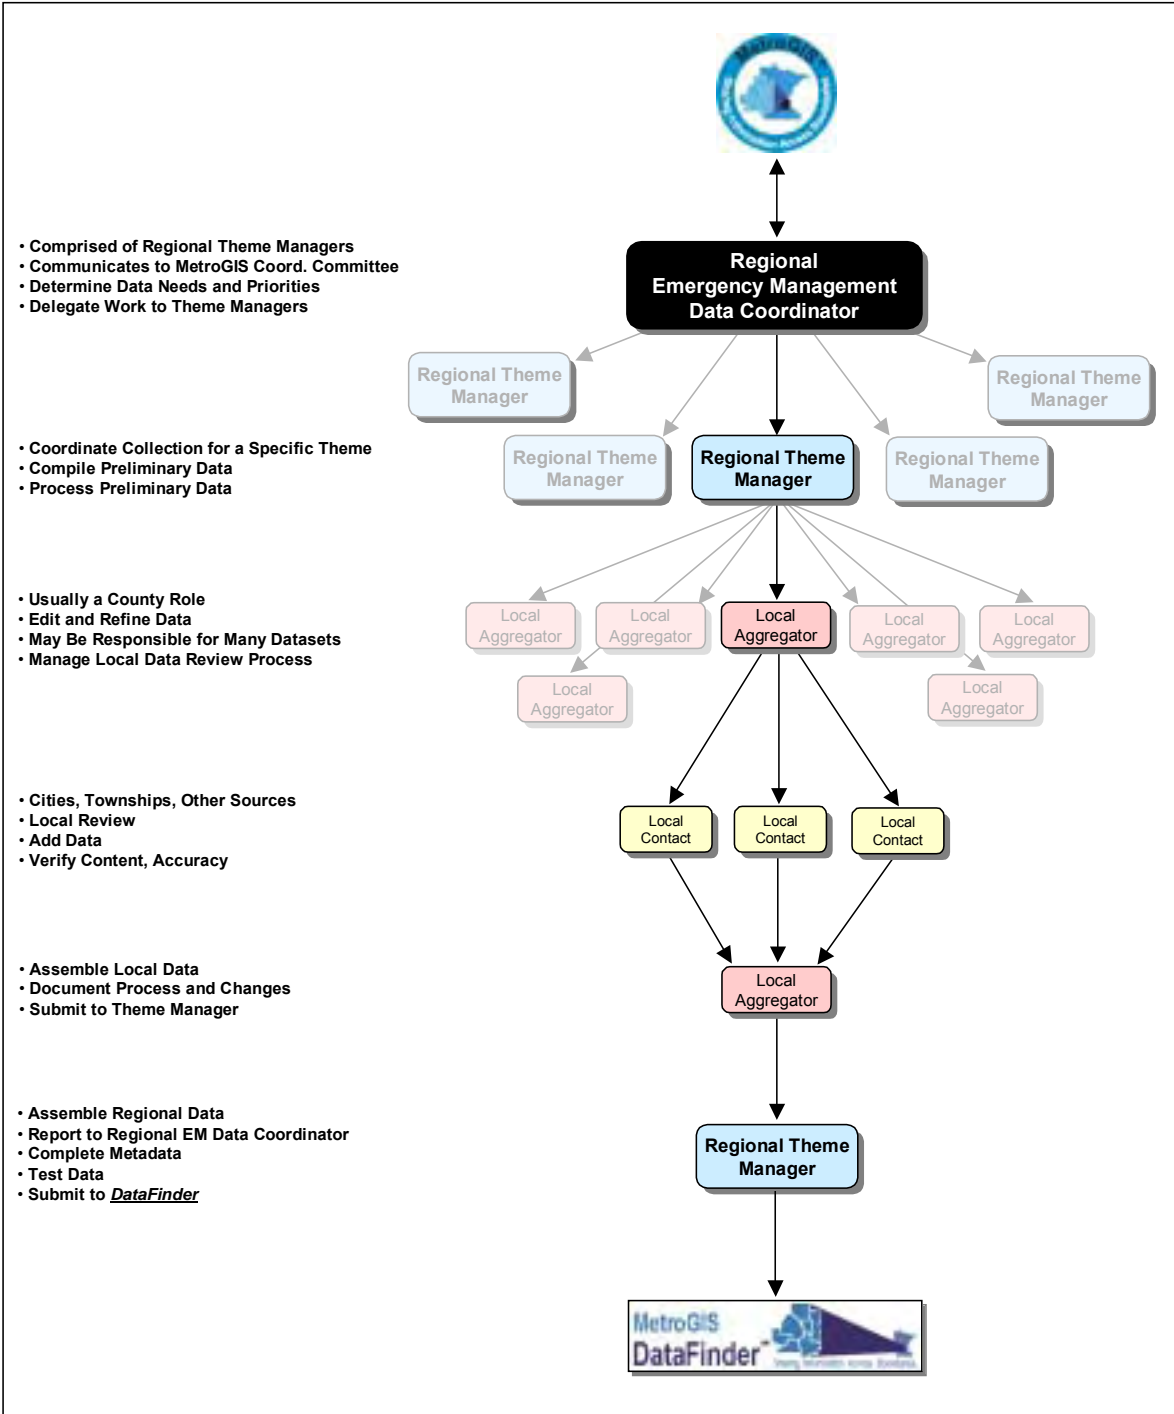 MetroGIS
• Comprised of Regional Theme Managers
• Communicates to MetroGIS Coord. Committee
• Determine Data Needs and Priorities
• Delegate Work to Theme Managers
Regional
Emergency Management
Data Coordinator
Regional Theme
Manager
Regional Theme
Manager
• Coordinate Collection for a Specific Theme
• Compile Preliminary Data
• Process Preliminary Data
Regional Theme
Manager
Regional Theme
Manager
Regional Theme
Manager
• Usually a County Role
• Edit and Refine Data
• May Be Responsible for Many Datasets
• Manage Local Data Review Process
Local
Aggregator
Local
Aggregator
Local
Aggregator
Local
Aggregator
Local
Aggregator
Local
Aggregator
Local
Aggregator
• Cities, Townships, Other Sources
• Local Review
• Add Data
• Verify Content, Accuracy
Local
Contact
Local
Contact
Local
Contact
• Assemble Local Data
• Document Process and Changes
• Submit to Theme Manager
Local
Aggregator
• Assemble Regional Data
• Report to Regional EM Data Coordinator
• Complete Metadata
• Test Data
• Submit to DataFinder
Regional Theme
Manager
MetroGIS
DataFinder